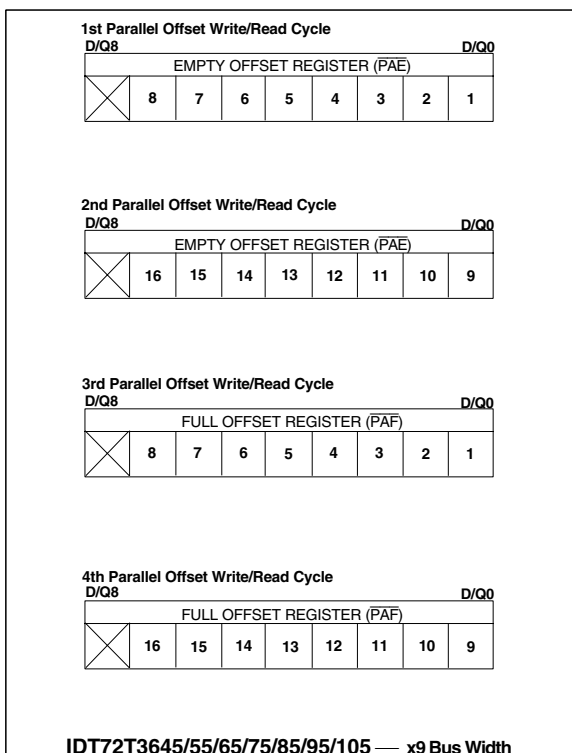 1st Parallel Offset Write/Read Cycle
D/Q8 D/Q0
EMPTY OFFSET REGISTER (P̅A̅E̅)
8 7 6 5 4 3 2 1
2nd Parallel Offset Write/Read Cycle
D/Q8 D/Q0
EMPTY OFFSET REGISTER (P̅A̅E̅)
16 15 14 13 12 11 10 9
3rd Parallel Offset Write/Read Cycle
D/Q8 D/Q0
FULL OFFSET REGISTER (P̅A̅F̅)
8 7 6 5 4 3 2 1
4th Parallel Offset Write/Read Cycle
D/Q8 D/Q0
FULL OFFSET REGISTER (P̅A̅F̅)
16 15 14 13 12 11 10 9
IDT72T3645/55/65/75/85/95/105 — x9 Bus Width